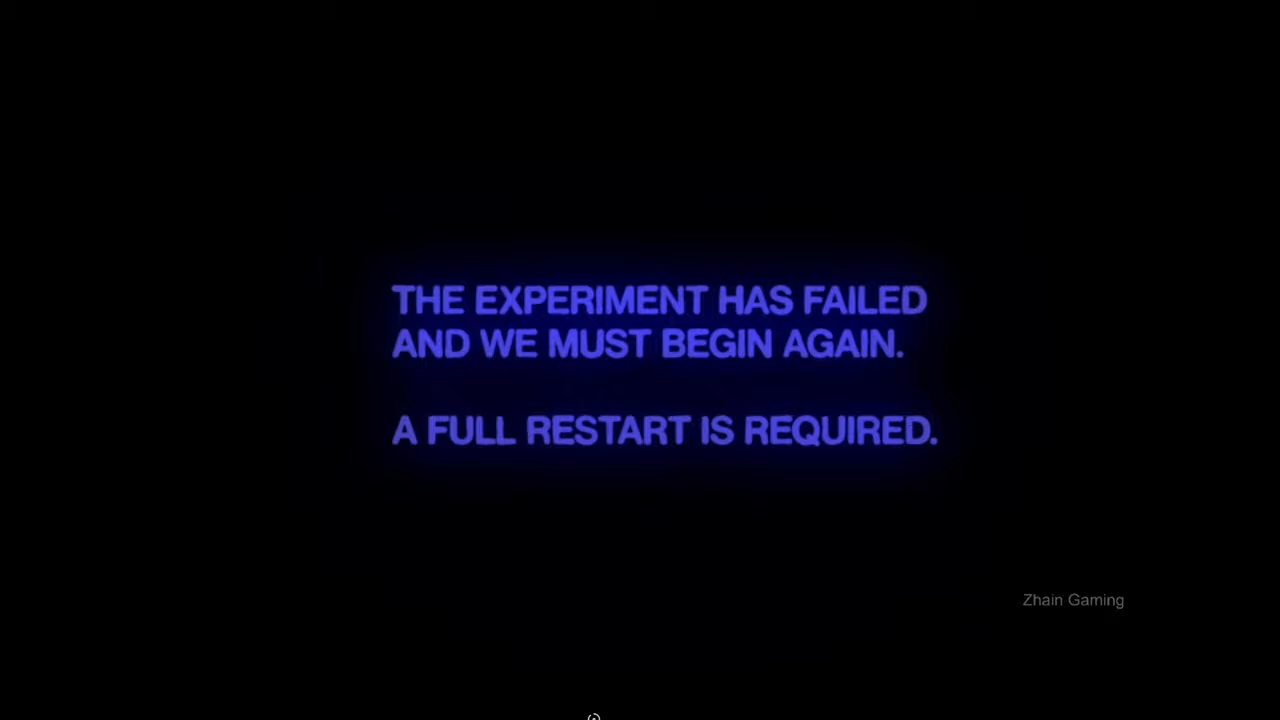 THE EXPERIMENT HAS FAILED
AND WE MUST BEGIN AGAIN.
A FULL RESTART IS REQUIRED.
Zhain Gaming